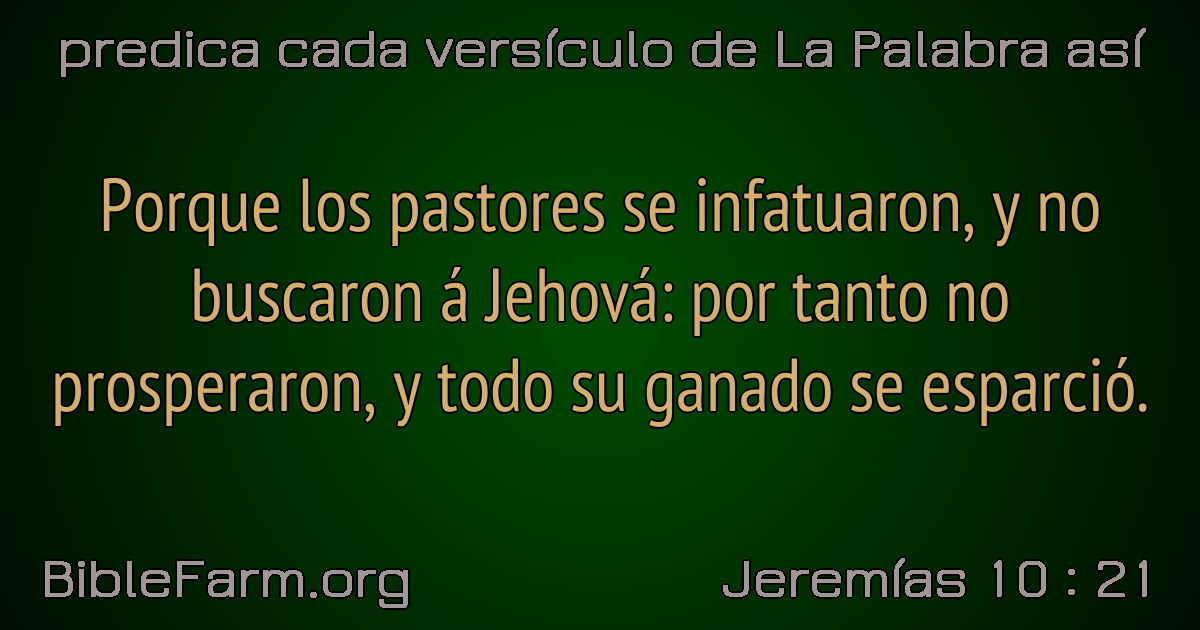 predica cada versículo de La Palabra así
Porque los pastores se infatuaron, y no
buscaron á Jehová: por tanto no
prosperaron, y todo su ganado se esparció.
BibleFarm.org
Jeremías 10 : 21